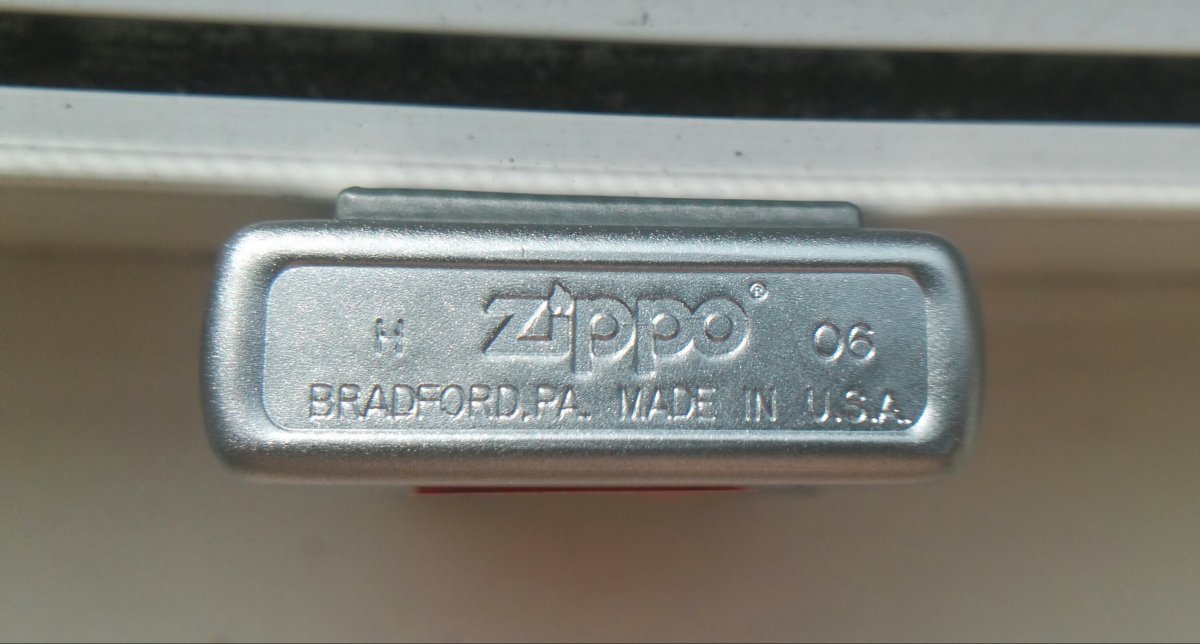 H Zippo® 06
BRADFORD,PA. MADE IN U.S.A.